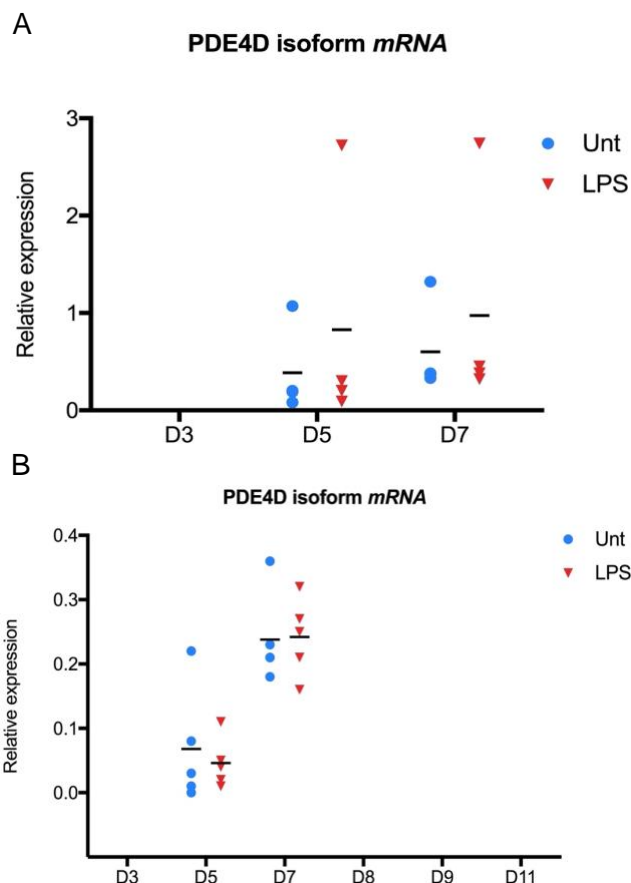 A
PDE4D isoform mRNA
3
2
1
0
Relative expression
Unt
LPS
D3 D5 D7
B
PDE4D isoform mRNA
0.4
0.3
0.2
0.1
0.0
Relative expression
Unt
LPS
D3 D5 D7 D8 D9 D11